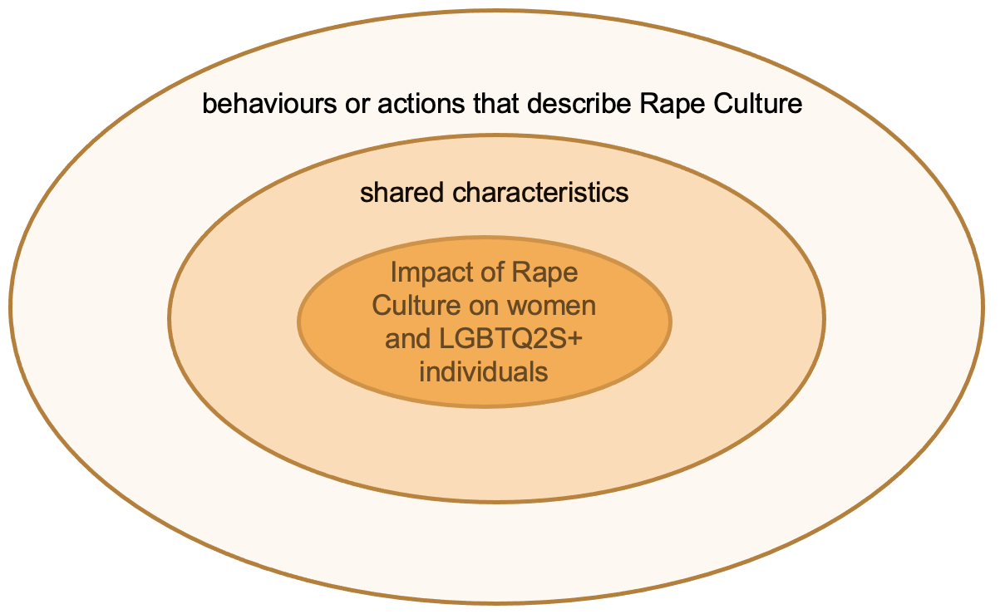 behaviours or actions that describe Rape Culture
shared characteristics
Impact of Rape
Culture on women
and LGBTQ2S+
individuals